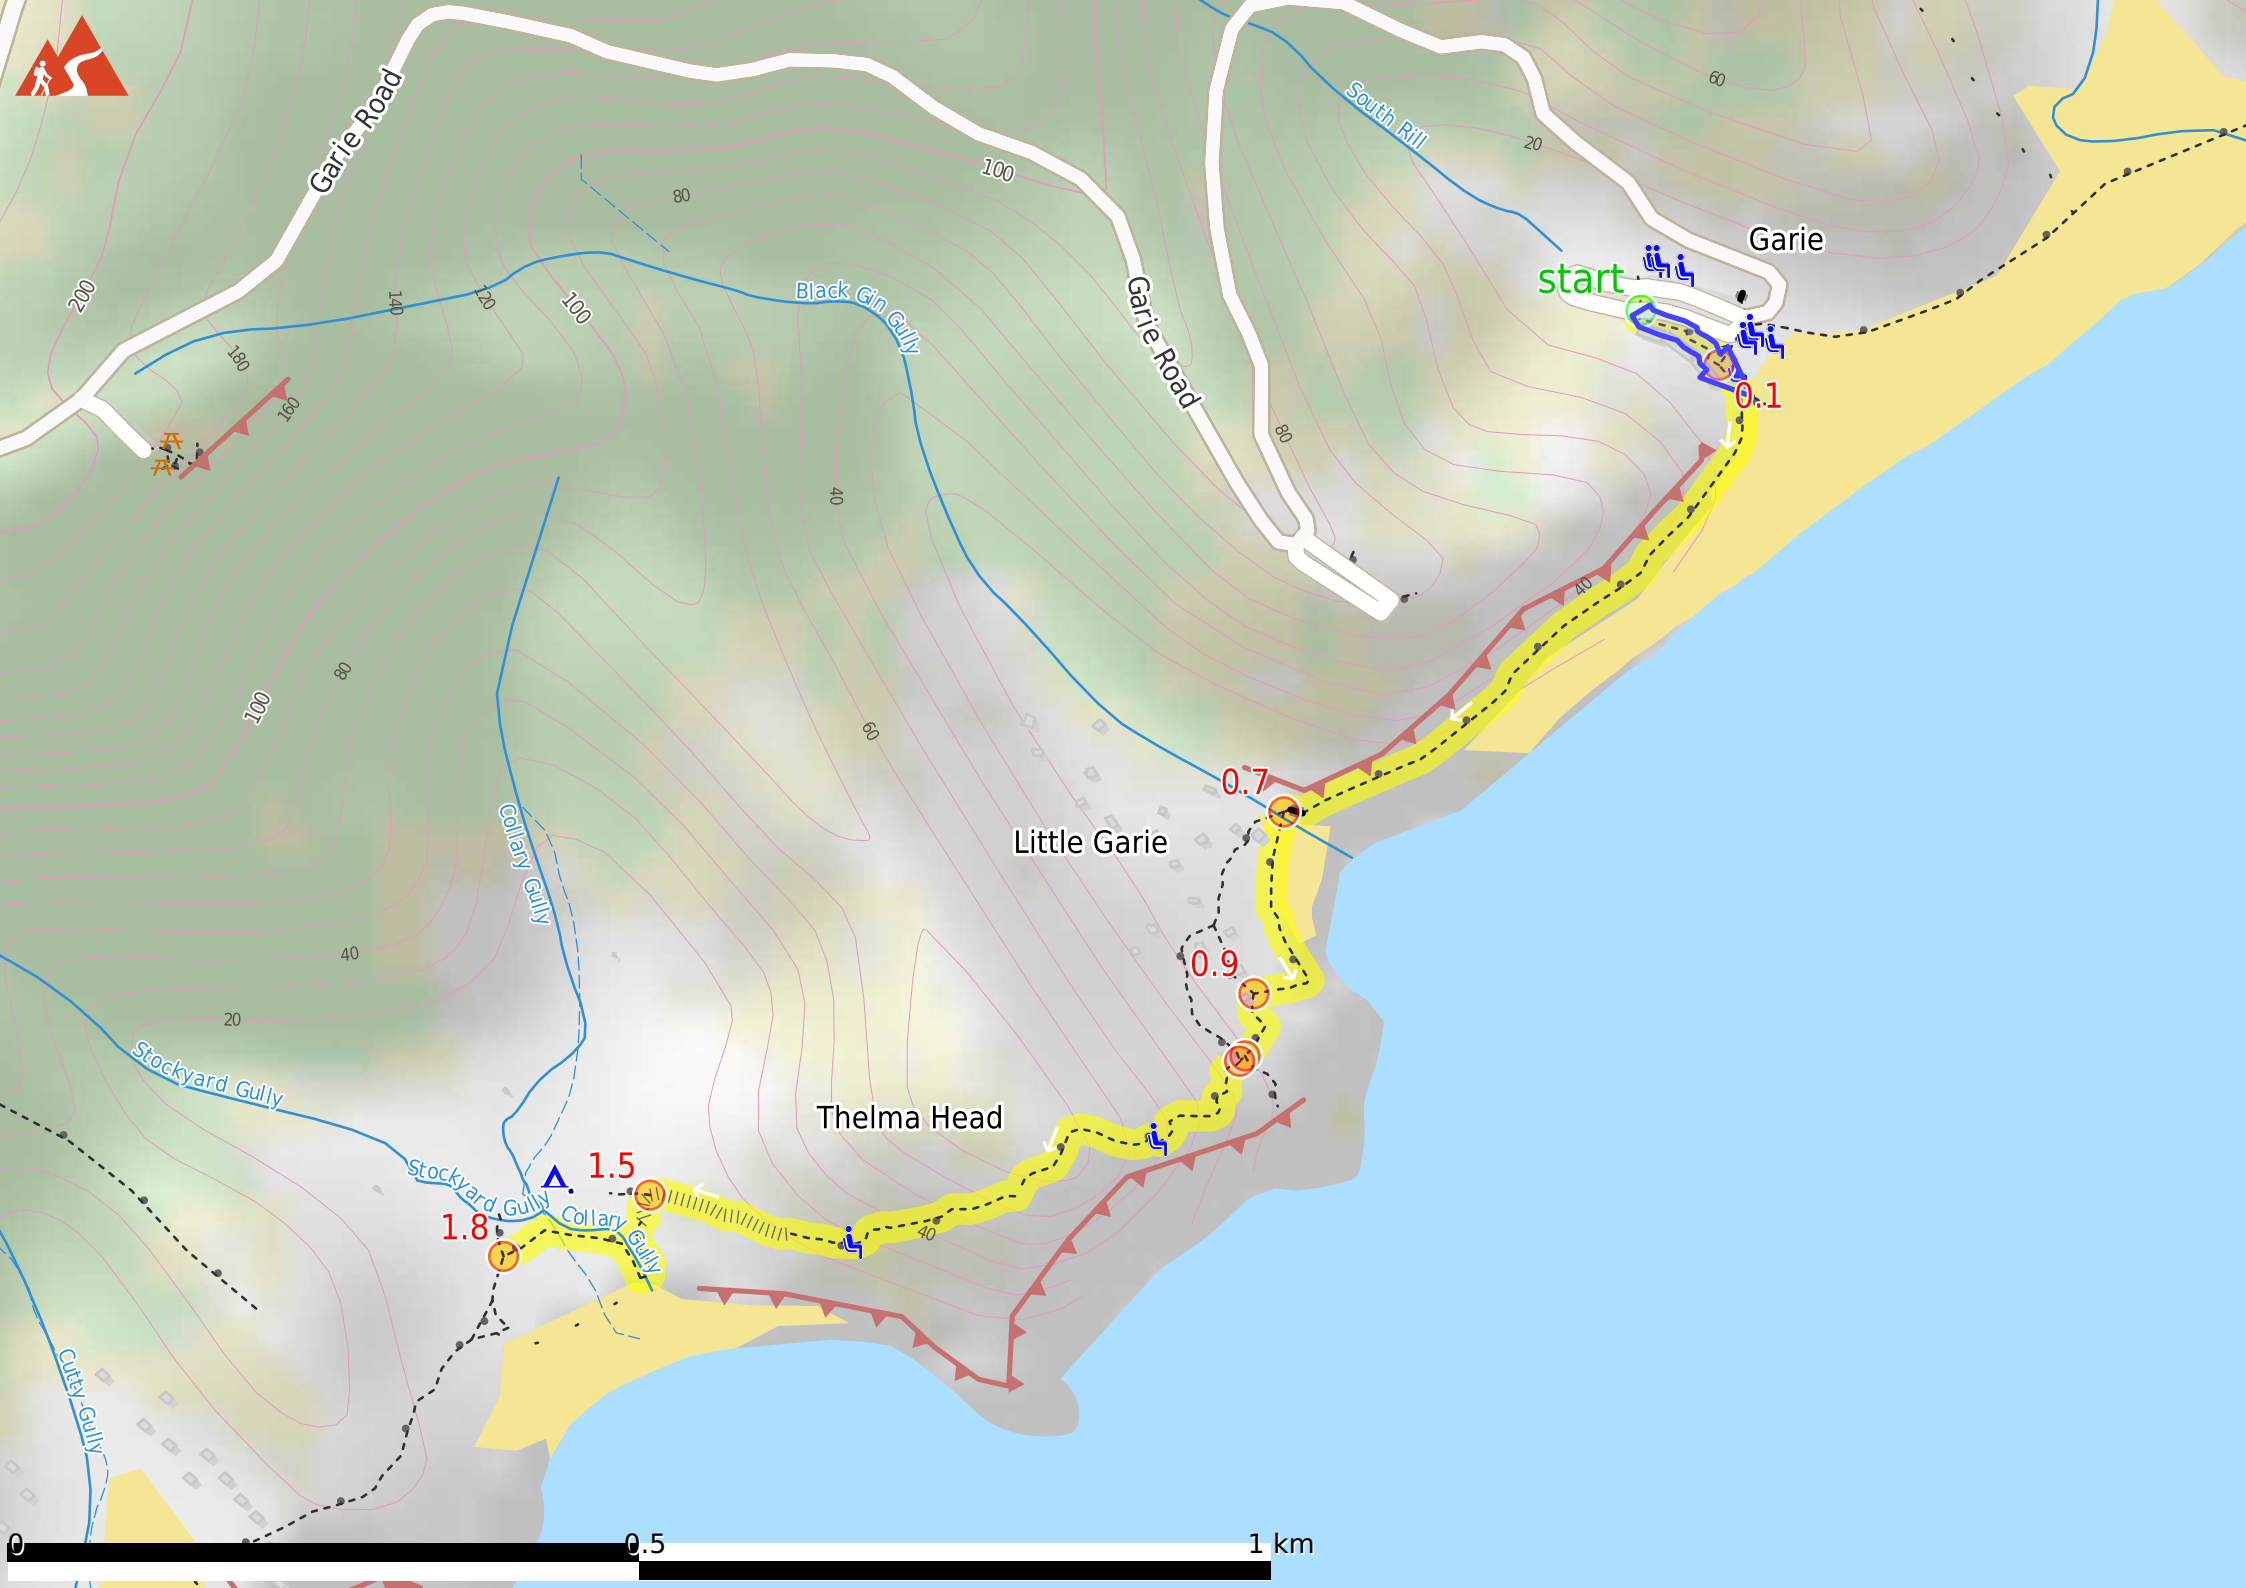 Garie Road
South Rill
60
20
100
80
Garie
start
200
140
120
100
Black Gin Gully
Garie Road
180
160
0.1
80
40
40
80
100
60
0.7
Collary Gully
Little Garie
40
0.9
20
Stockyard Gully
Thelma Head
1.5
Stockyard Gully
Collary Gully
1.8
40
Cutty Gully
0
0.5
1 km